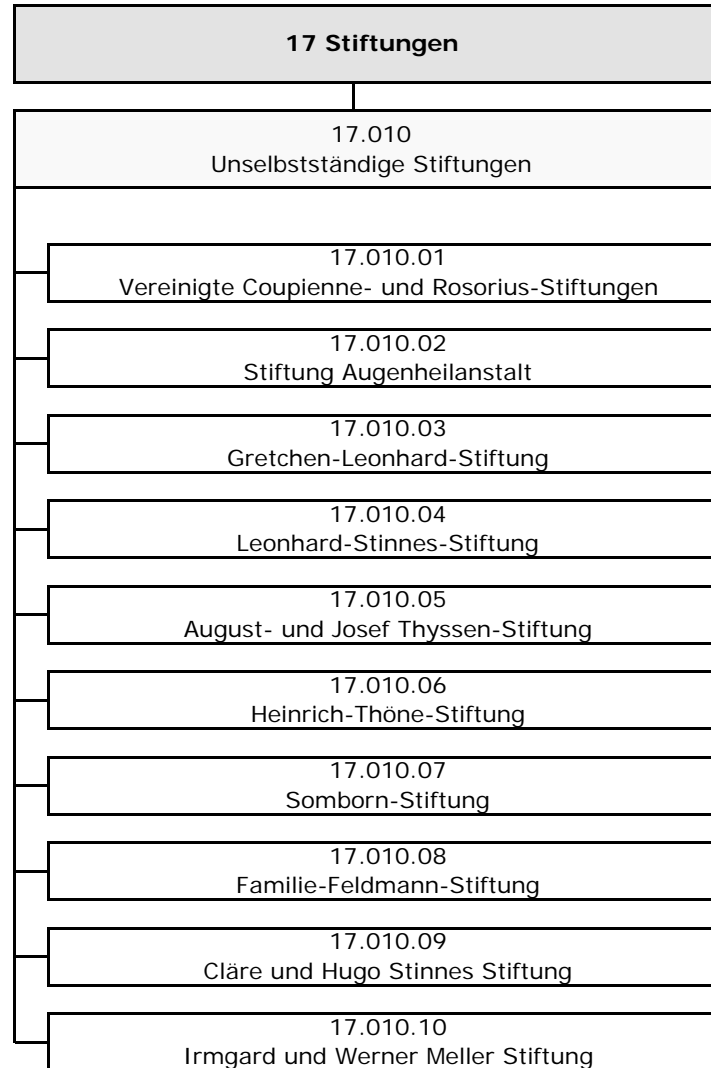 17 Stiftungen
17.010
Unselbstständige Stiftungen
17.010.01
Vereinigte Coupienne- und Rosorius-Stiftungen
17.010.02
Stiftung Augenheilanstalt
17.010.03
Gretchen-Leonhard-Stiftung
17.010.04
Leonhard-Stinnes-Stiftung
17.010.05
August- und Josef Thyssen-Stiftung
17.010.06
Heinrich-Thöne-Stiftung
17.010.07
Somborn-Stiftung
17.010.08
Familie-Feldmann-Stiftung
17.010.09
Cläre und Hugo Stinnes Stiftung
17.010.10
Irmgard und Werner Meller Stiftung